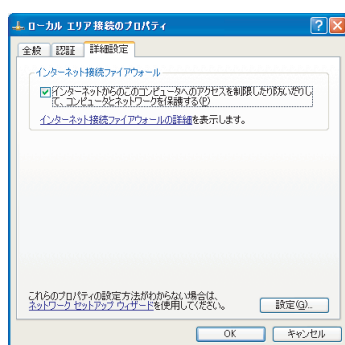 ローカル エリア接続のプロパティ
全般 認証 詳細設定
インターネット接続ファイアウォール
インターネットからのこのコンピュータへのアクセスを制限したり防いだりし
て、コンピュータとネットワークを保護する(P)
インターネット接続ファイアウォールの詳細を表示します。
これらのプロパティの設定方法がわからない場合は、
ネットワーク セットアップ ウィザードを使用してください。
設定(G)...
OK キャンセル